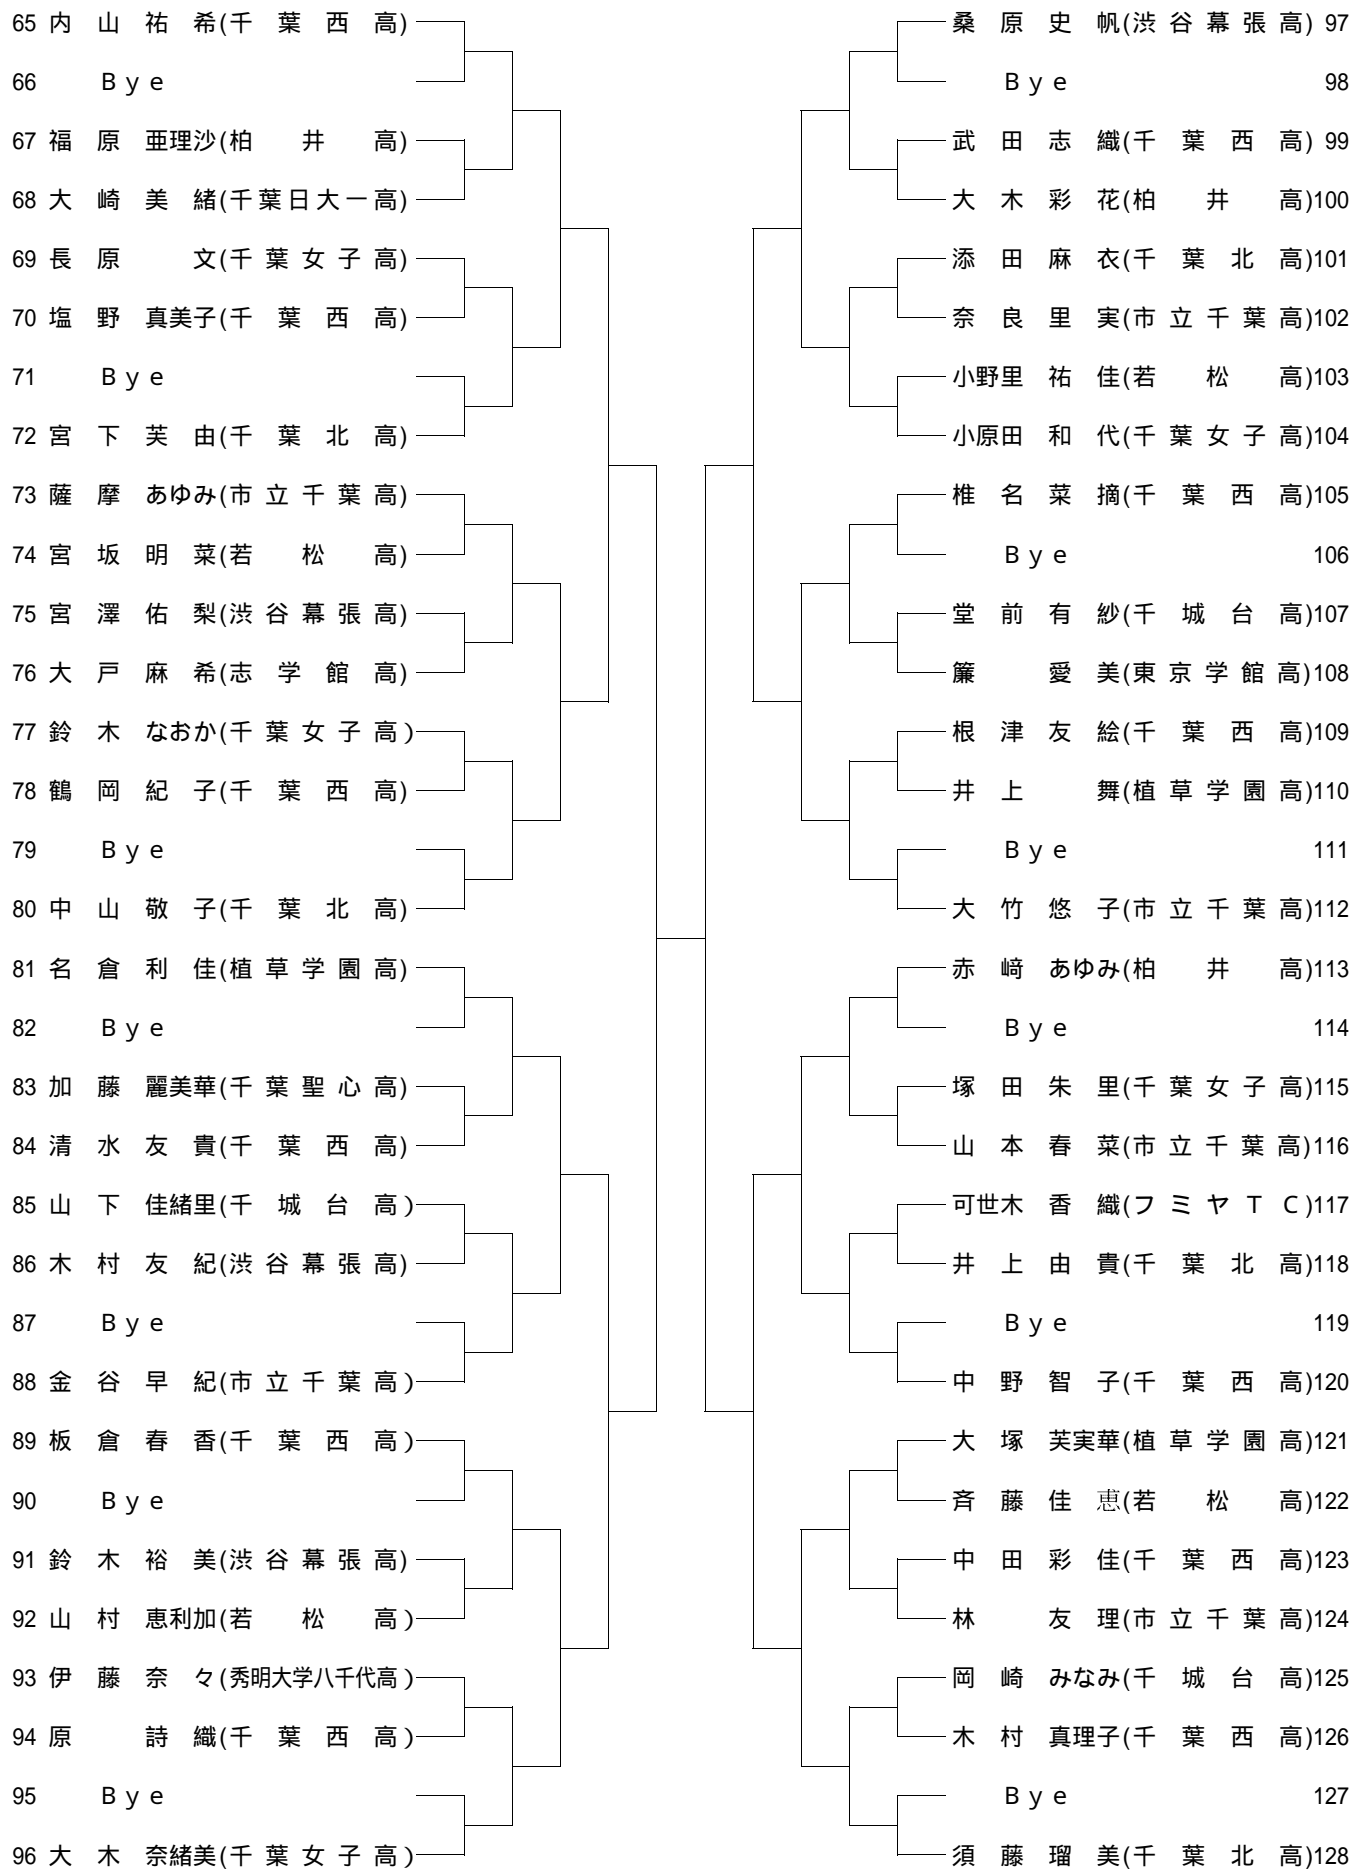 65 内 山 祐 希(千 葉 西 高)
66 Bye
67 福 原 亜理沙(柏 井 高)
68 大 崎 美 緒(千葉日大一高)
69 長 原 文(千 葉 女 子 高)
70 塩 野 真美子(千 葉 西 高)
71 Bye
72 宮 下 芙 由(千 葉 北 高)
73 薩 摩 あゆみ(市 立 千 葉 高)
74 宮 坂 明 菜(若 松 高)
75 宮 澤 佑 梨(渋 谷 幕 張 高)
76 大 戸 麻 希(志 学 館 高)
77 鈴 木 なおか(千 葉 女 子 高)
78 鶴 岡 紀 子(千 葉 西 高)
79 Bye
80 中 山 敬 子(千 葉 北 高)
81 名 倉 利 佳(植 草 学 園 高)
82 Bye
83 加 藤 麗美華(千 葉 聖 心 高)
84 清 水 友 貴(千 葉 西 高)
85 山 下 佳緒里(千 城 台 高)
86 木 村 友 紀(渋 谷 幕 張 高)
87 Bye
88 金 谷 早 紀(市 立 千 葉 高)
89 板 倉 春 香(千 葉 西 高)
90 Bye
91 鈴 木 裕 美(渋 谷 幕 張 高)
92 山 村 恵利加(若 松 高)
93 伊 藤 奈 々(秀明大学八千代高)
94 原 詩 織(千 葉 西 高)
95 Bye
96 大 木 奈緒美(千 葉 女 子 高)
桑 原 史 帆(渋 谷 幕 張 高) 97
Bye 98
武 田 志 織(千 葉 西 高) 99
大 木 彩 花(柏 井 高)100
添 田 麻 衣(千 葉 北 高)101
奈 良 里 実(市 立 千 葉 高)102
小野里 祐 佳(若 松 高)103
小原田 和 代(千 葉 女 子 高)104
椎 名 菜 摘(千 葉 西 高)105
Bye 106
堂 前 有 紗(千 城 台 高)107
簾 愛 美(東 京 学 館 高)108
根 津 友 絵(千 葉 西 高)109
井 上 舞(植 草 学 園 高)110
Bye 111
大 竹 悠 子(市 立 千 葉 高)112
赤 﨑 あゆみ(柏 井 高)113
Bye 114
塚 田 朱 里(千 葉 女 子 高)115
山 本 春 菜(市 立 千 葉 高)116
可世木 香 織(フ ミ ヤ T C)117
井 上 由 貴(千 葉 北 高)118
Bye 119
中 野 智 子(千 葉 西 高)120
大 塚 芙実華(植 草 学 園 高)121
斉 藤 佳 恵(若 松 高)122
中 田 彩 佳(千 葉 西 高)123
林 友 理(市 立 千 葉 高)124
岡 崎 みなみ(千 城 台 高)125
木 村 真理子(千 葉 西 高)126
Bye 127
須 藤 瑠 美(千 葉 北 高)128